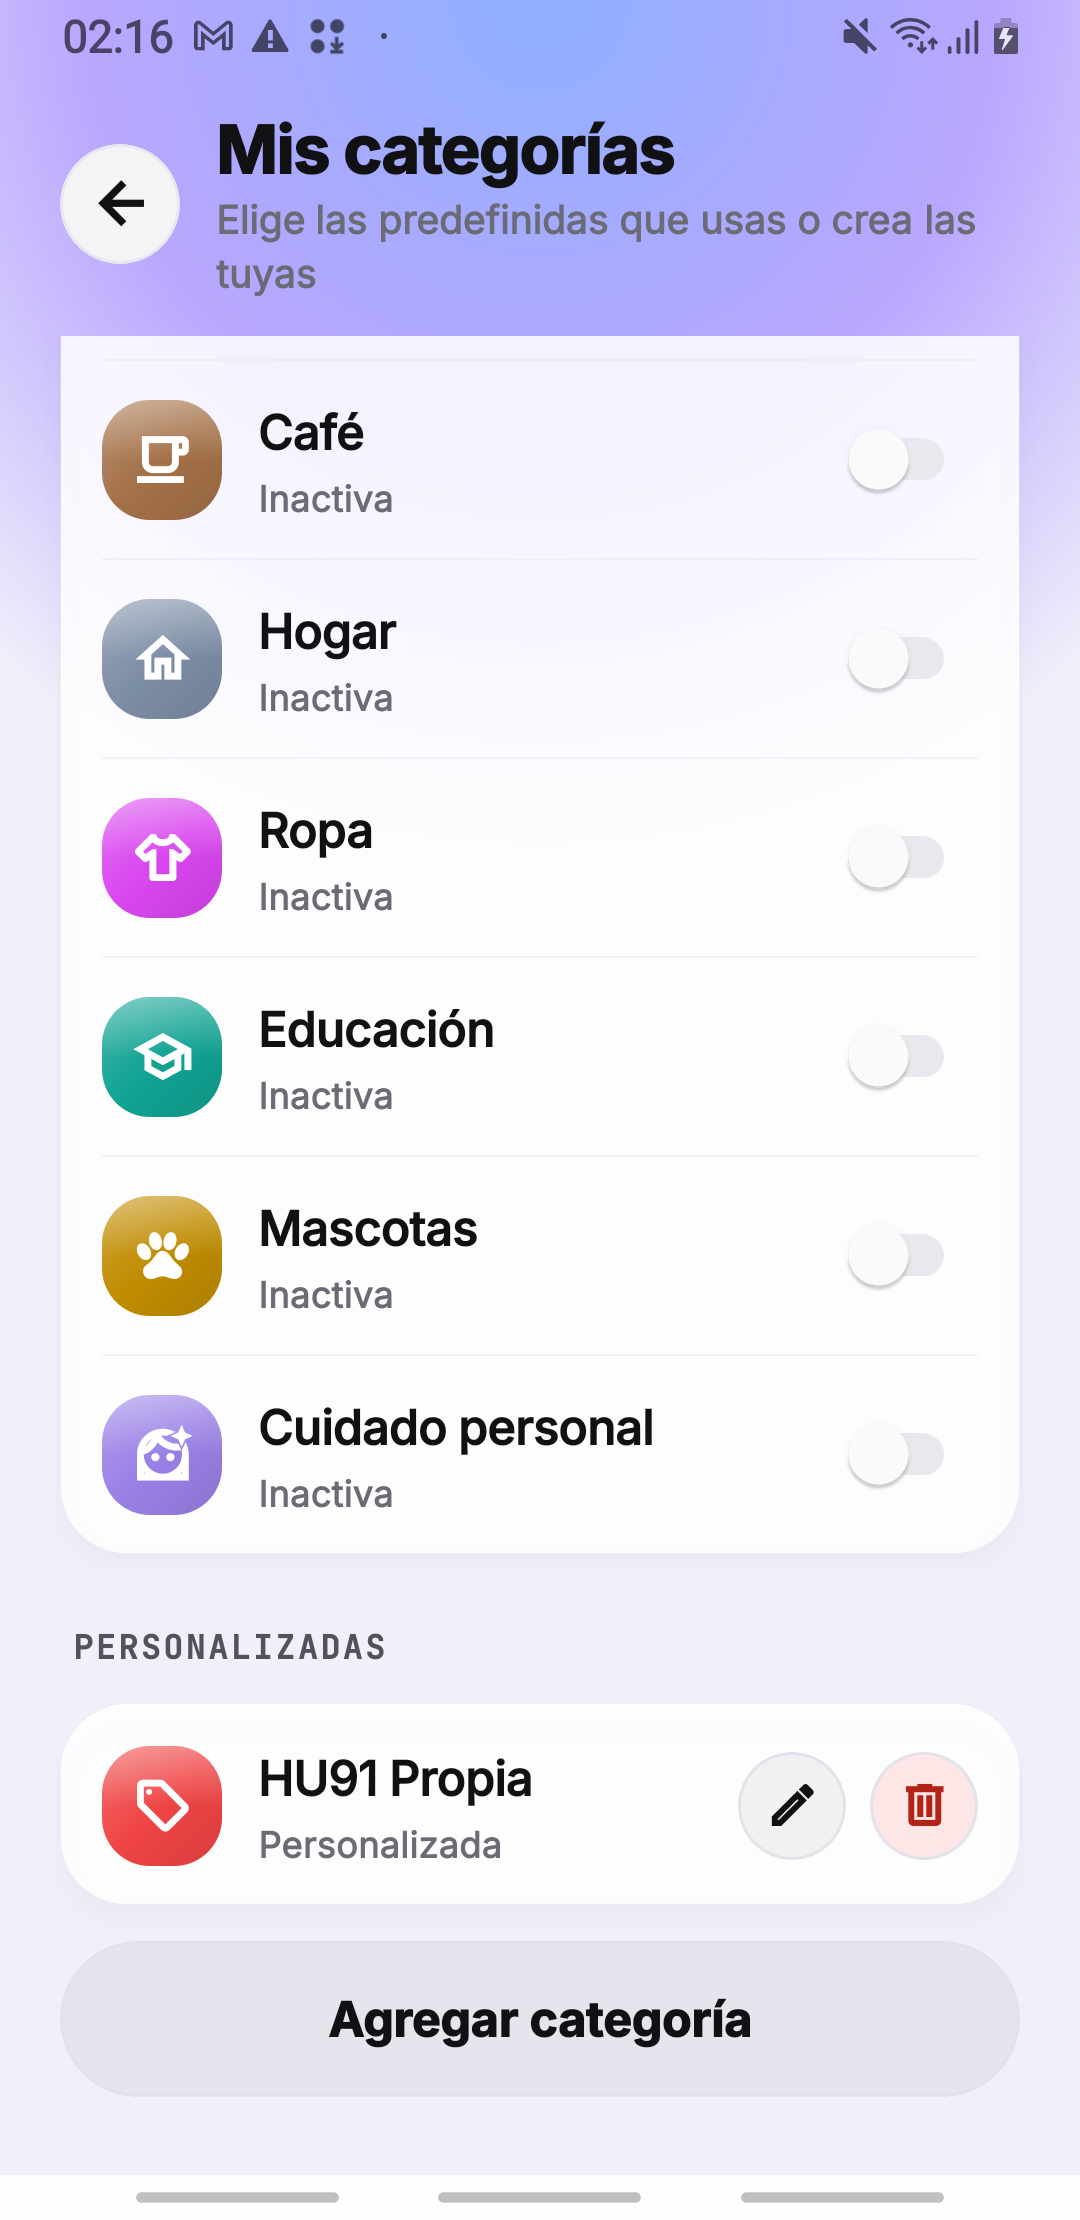 02:16
Mis categorías
Elige las predefinidas que usas o crea las
tuyas
Café
Inactiva
Hogar
Inactiva
Ropa
Inactiva
Educación
Inactiva
Mascotas
Inactiva
Cuidado personal
Inactiva
PERSONALIZADAS
HU91 Propia
Personalizada
Agregar categoría